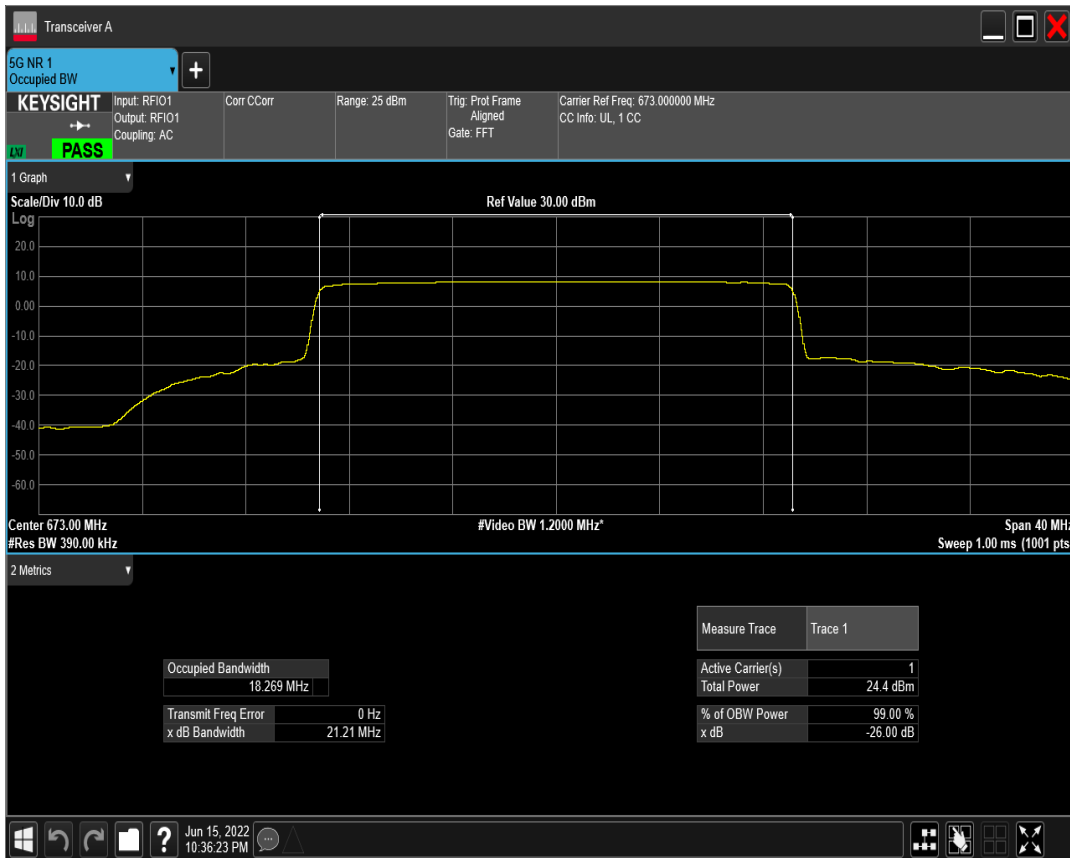 Transceiver A
5G NR 1
Occupied BW
KEYSIGHT
LXI
PASS
Input: RFIO1
Output: RFIO1
Coupling: AC
Corr CCorr
Range: 25 dBm
Trig: Prot Frame
Aligned
Gate: FFT
Carrier Ref Freq: 673.000000 MHz
CC Info: UL, 1 CC
1 Graph
Scale/Div 10.0 dB
Ref Value 30.00 dBm
Log
20.0
10.0
0.00
-10.0
-20.0
-30.0
-40.0
-50.0
-60.0
Center 673.00 MHz
#Video BW 1.2000 MHz*
Span 40 MHz
#Res BW 390.00 kHz
Sweep 1.00 ms (1001 pts
2 Metrics
Measure Trace Trace 1
Occupied Bandwidth
18.269 MHz
Active Carrier(s) 1
Total Power 24.4 dBm
Transmit Freq Error 0 Hz
x dB Bandwidth 21.21 MHz
% of OBW Power 99.00 %
x dB -26.00 dB
?
Jun 15, 2022
10:36:23 PM